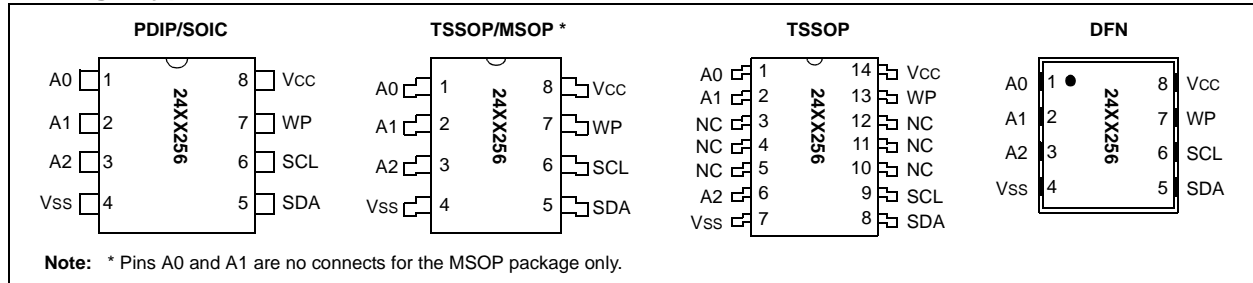 PDIP/SOIC
A0 1 8 VCC
A1 2 7 WP
A2 3 6 SCL
VSS 4 5 SDA
24XX256
TSSOP/MSOP *
A0 1 8 VCC
A1 2 7 WP
A2 3 6 SCL
VSS 4 5 SDA
24XX256
TSSOP
A0 1 14 VCC
A1 2 13 WP
NC 3 12 NC
NC 4 11 NC
NC 5 10 NC
A2 6 9 SCL
VSS 7 8 SDA
24XX256
DFN
A0 1 8 VCC
A1 2 7 WP
A2 3 6 SCL
VSS 4 5 SDA
24XX256
Note: * Pins A0 and A1 are no connects for the MSOP package only.